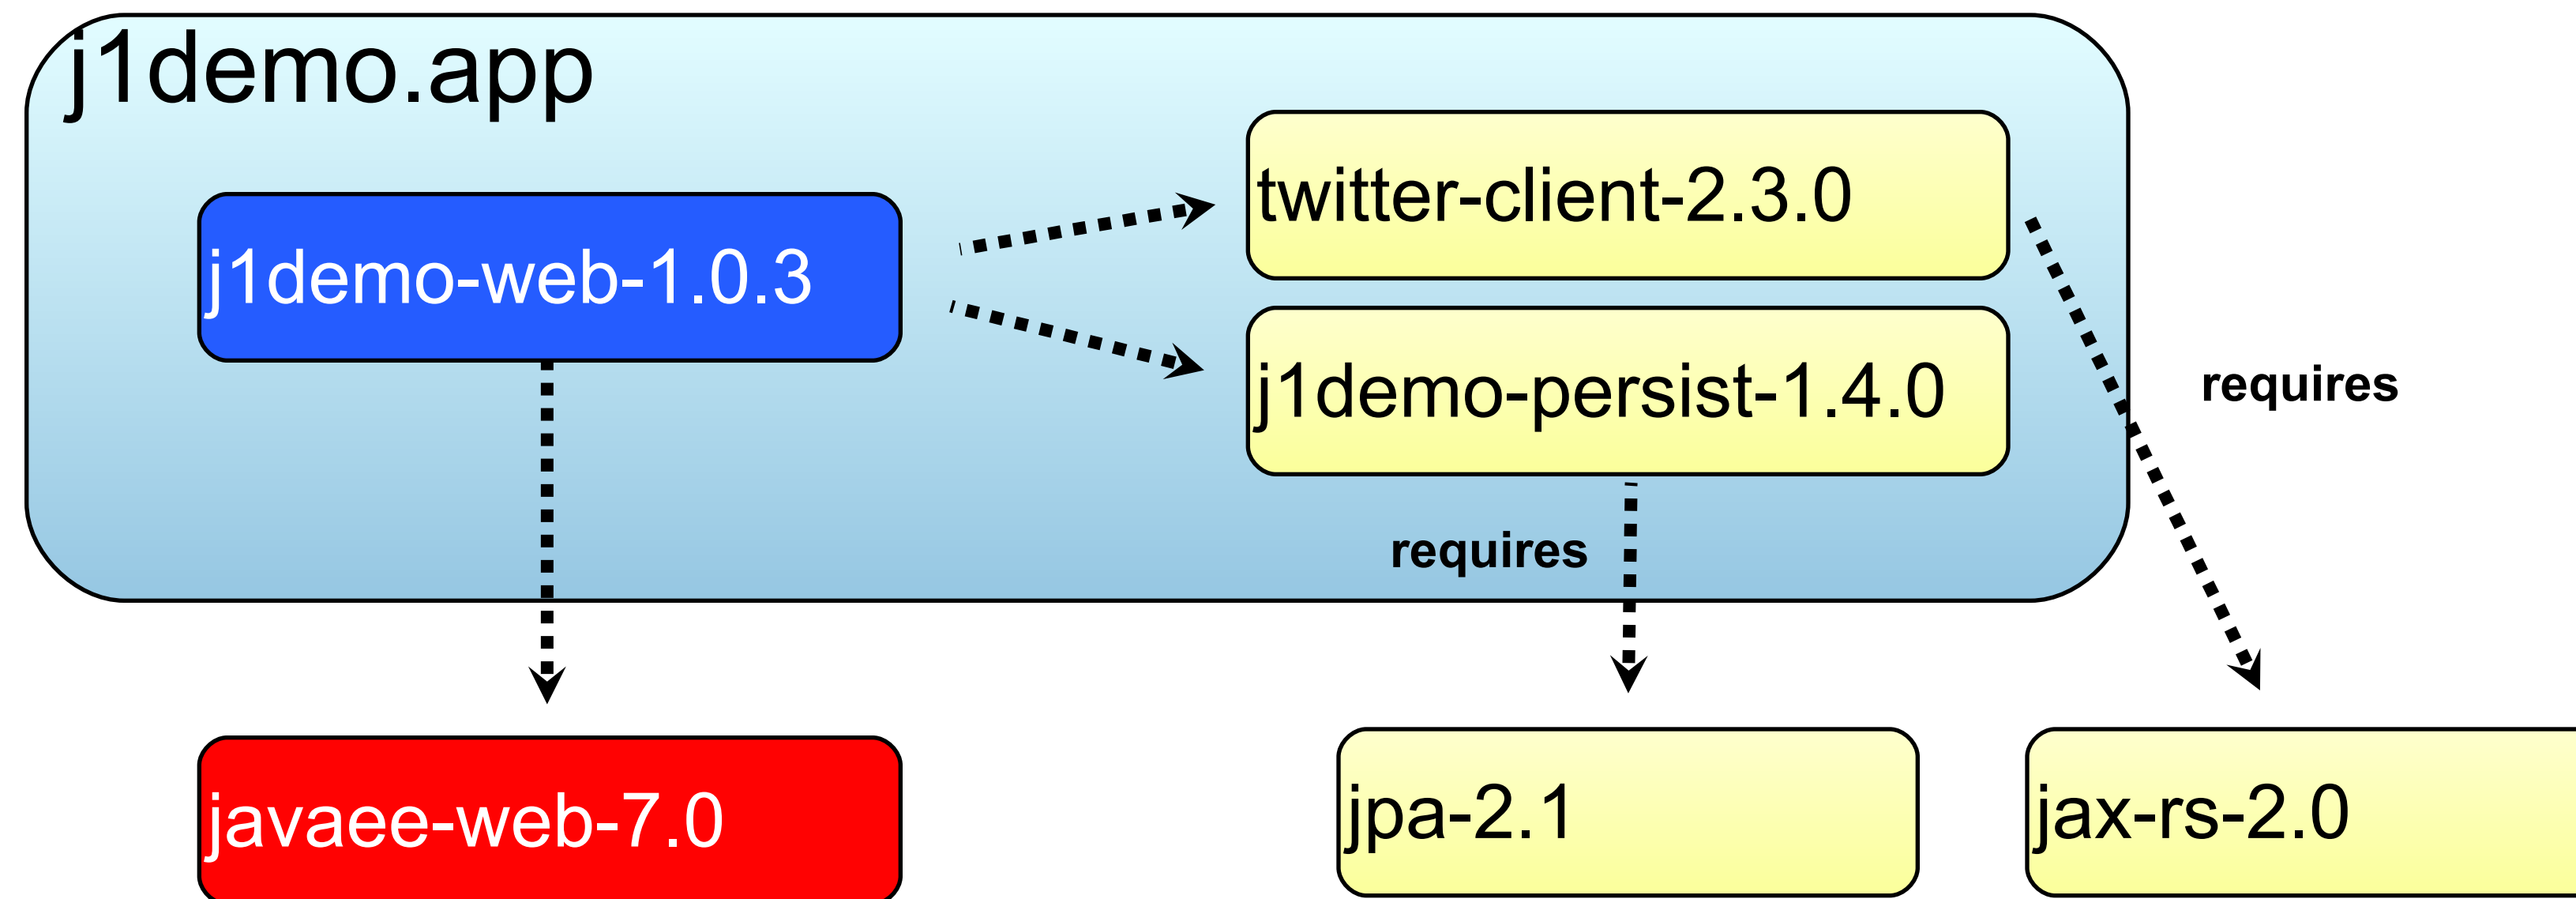 j1demo.app
twitter-client-2.3.0
j1demo-web-1.0.3
j1demo-persist-1.4.0
requires
requires
javaee-web-7.0
jpa-2.1
jax-rs-2.0